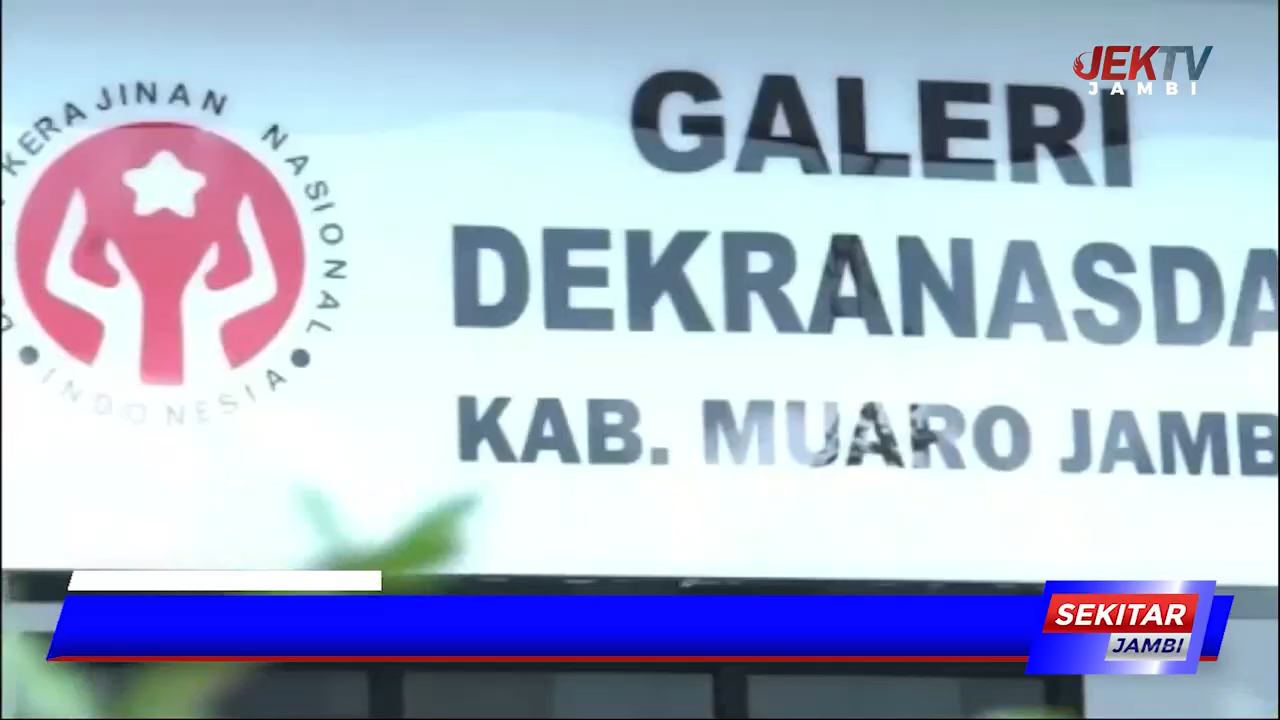 JEKTV
JAMBI
KERAJINAN NASIONAL
INDONESIA
GALERI
DEKRANASDA
KAB. MUARO JAMB
SEKITAR
JAMBI